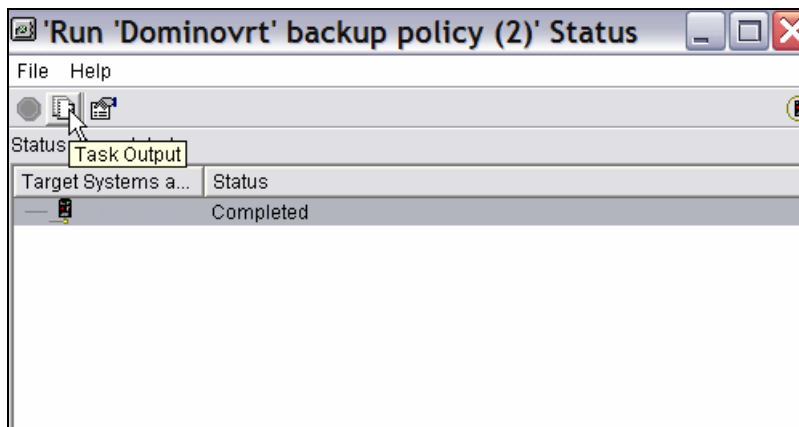 'Run 'Dominovrt' backup policy (2)' Status
File Help
Status
Task Output
Target Systems a... Status
Completed